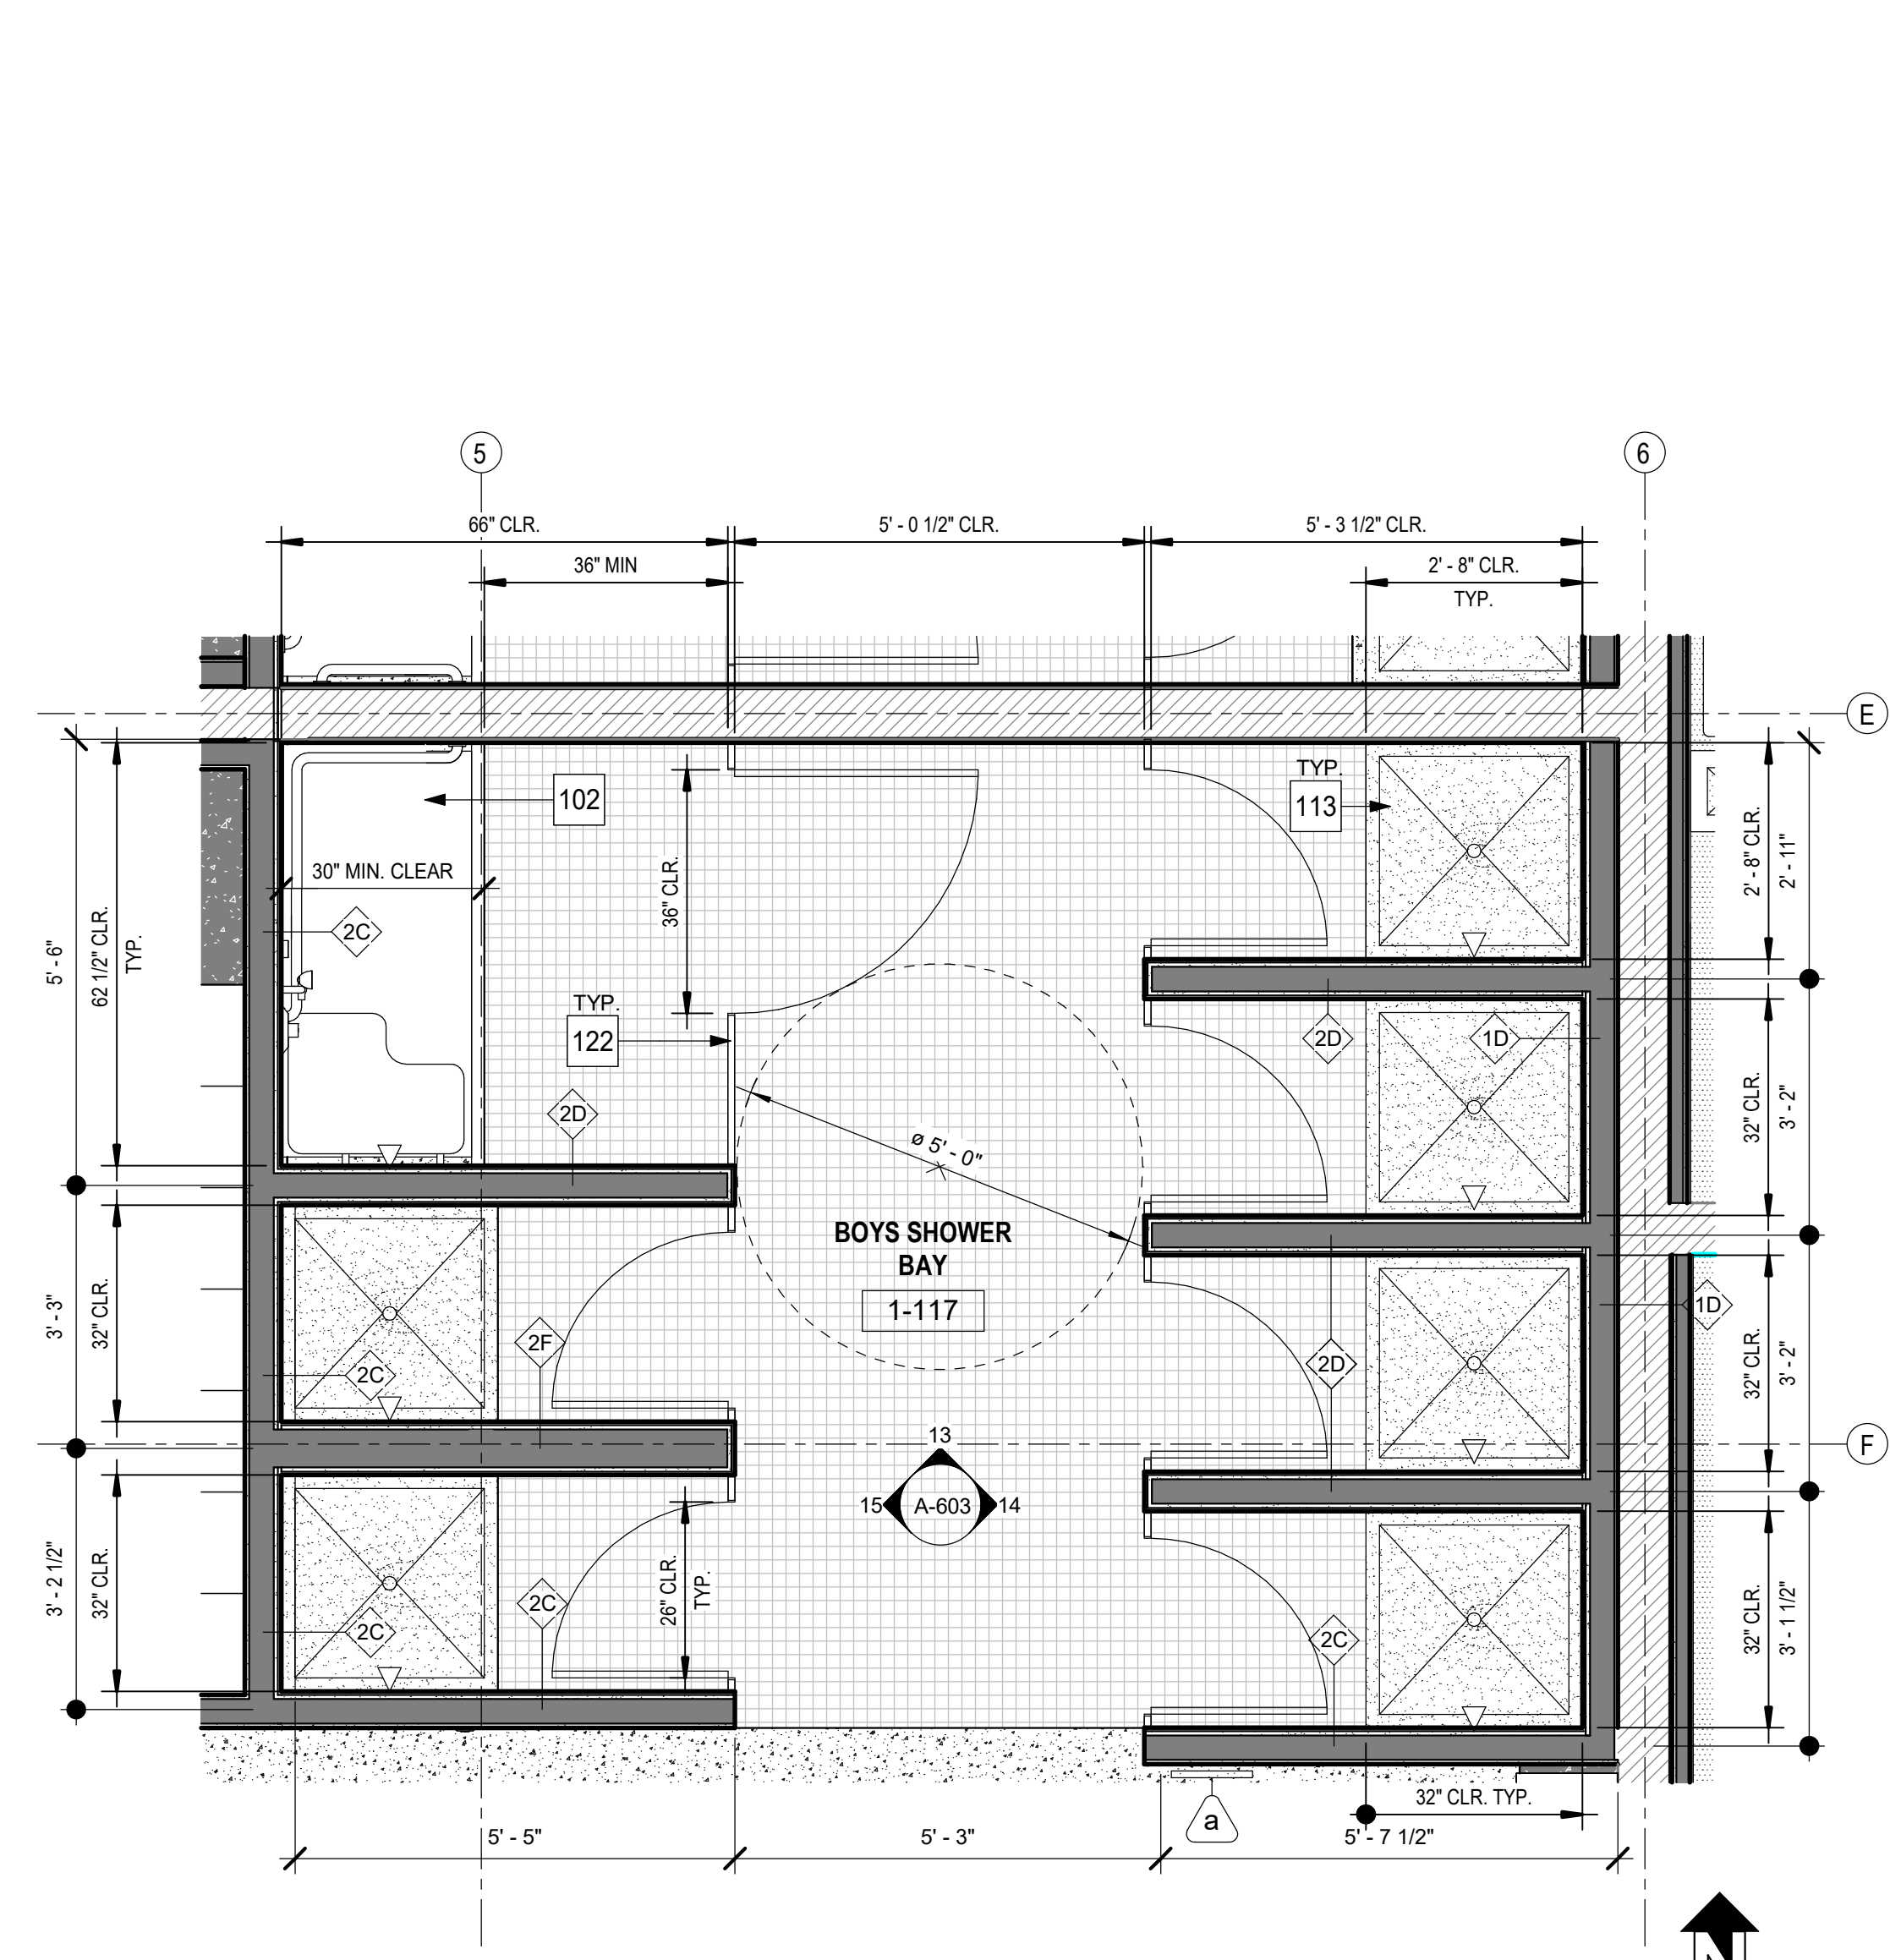 5
6
66" CLR.
5' - 0 1/2" CLR.
5' - 3 1/2" CLR.
36" MIN
2' - 8" CLR.
TYP.
E
102
TYP.
113
30" MIN. CLEAR
36" CLR.
2' - 8" CLR.
2' - 11"
2C
5' - 6"
62 1/2" CLR.
TYP.
TYP.
122
2D
1D
2D
32" CLR.
3' - 2"
ø 5' - 0"
BOYS SHOWER
BAY
1-117
1D
3' - 3"
32" CLR.
2F
2C
2D
32" CLR.
3' - 2"
13
F
15
A-603
14
3' - 2 1/2"
32" CLR.
2C
2C
26" CLR.
TYP.
2C
32" CLR.
3' - 1 1/2"
32" CLR. TYP.
a
5' - 5"
5' - 3"
5' - 7 1/2"